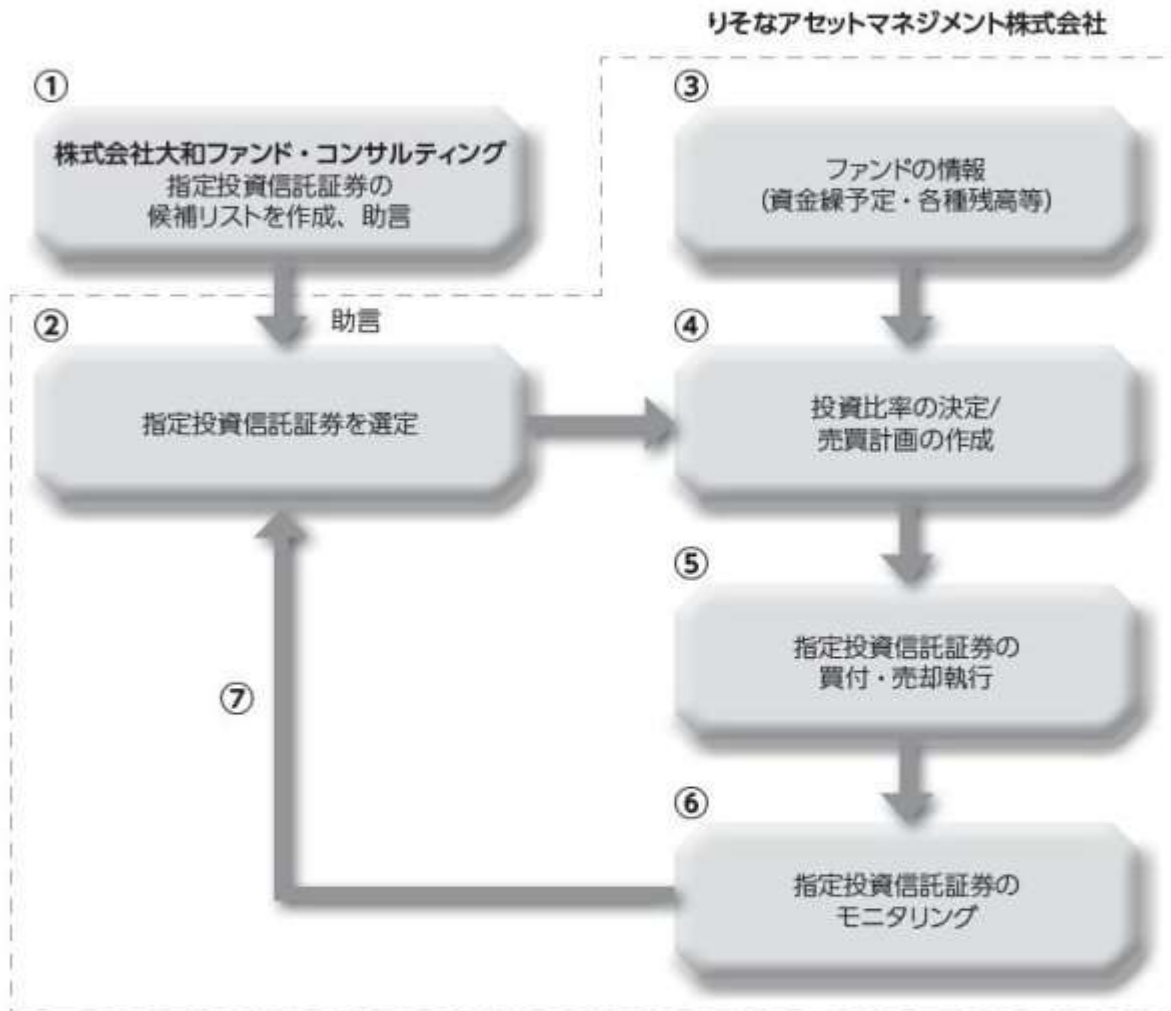 りそなアセットマネジメント株式会社
①
株式会社大和ファンド・コンサルティング
指定投資信託証券の
候補リストを作成、助言
助言
②
指定投資信託証券を選定
③
ファンドの情報
(資金繰予定・各種残高等)
④
投資比率の決定/
売買計画の作成
⑤
指定投資信託証券の
買付・売却執行
⑥
指定投資信託証券の
モニタリング
⑦